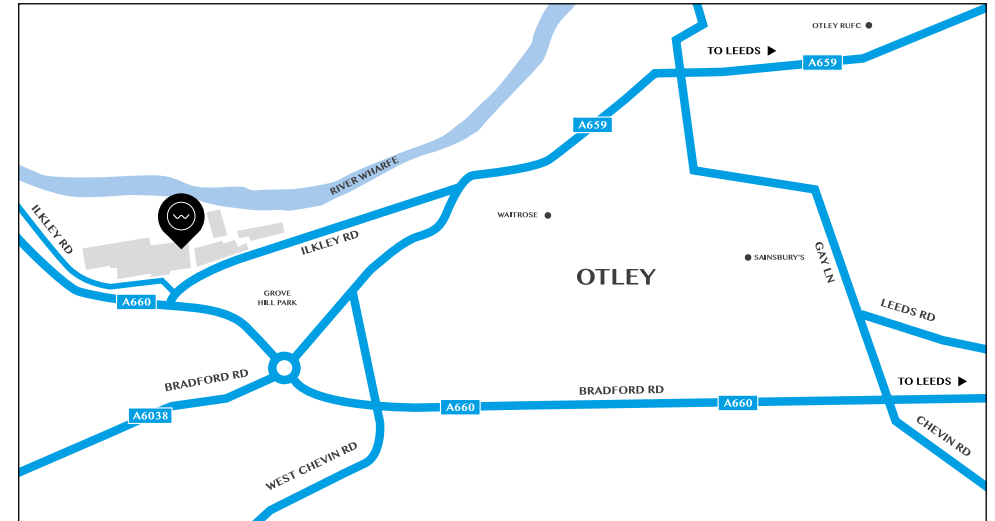 OTLEY RUFC
TO LEEDS
A659
A659
RIVER WHARFE
ILKLEY RD
WAITROSE
ILKLEY RD
GAY LN
SAINSBURY'S
OTLEY
GROVE
HILL PARK
A660
LEEDS RD
BRADFORD RD
TO LEEDS
BRADFORD RD
A660
A660
A6038
CHEVIN RD
WEST CHEVIN RD